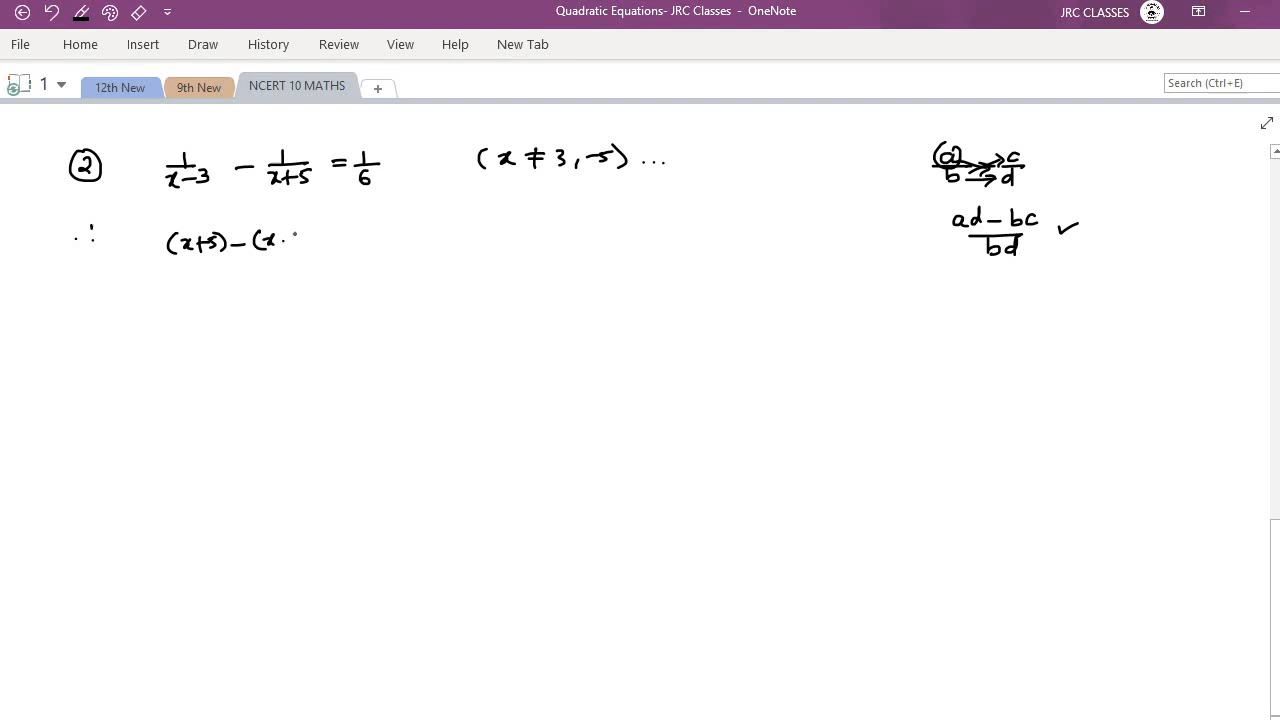 Quadratic Equations- JRC Classes - OneNote
JRC CLASSES
File Home Insert Draw History Review View Help New Tab
1 12th New 9th New NCERT 10 MATHS +
Search (Ctrl+E)
② 1/(x-3) - 1/(x+5) = 1/6 (x ≠ 3, -5) ...
a/b c/d
(ad - bc)/bd ✓
∴ (x+5) - (x